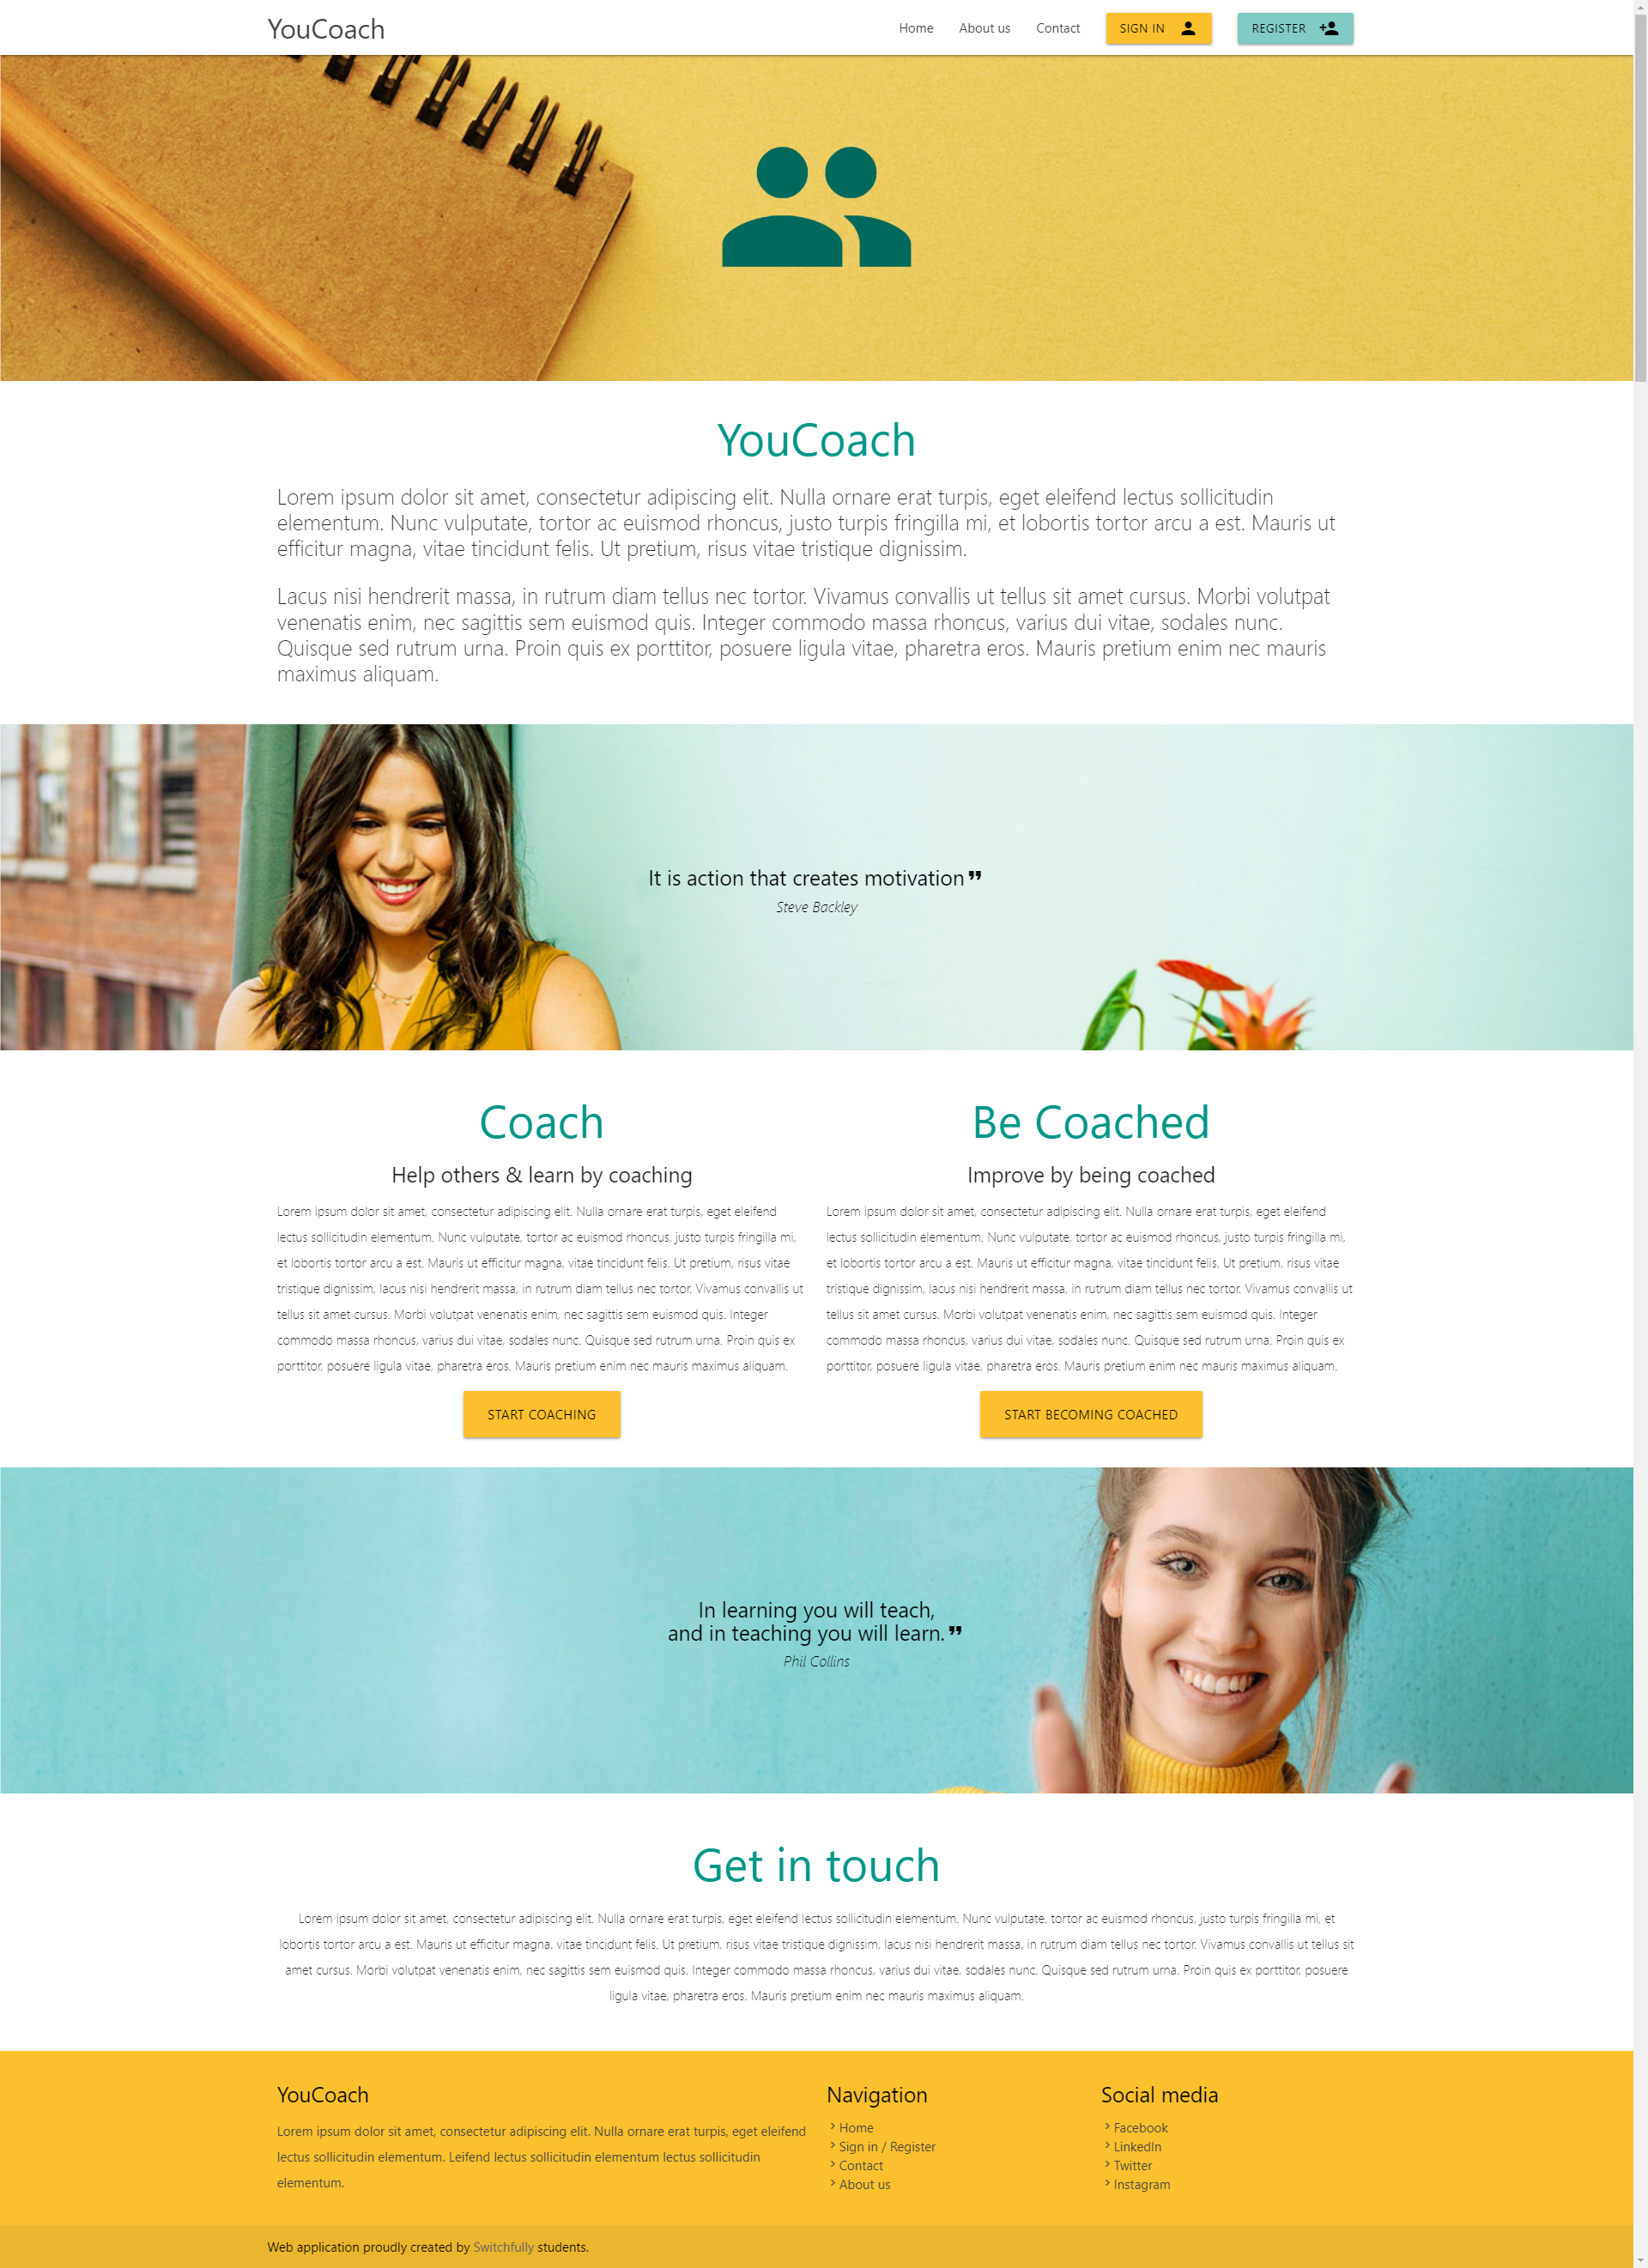 YouCoach
Home
About us
Contact
SIGN IN
REGISTER
YouCoach
Lorem ipsum dolor sit amet, consectetur adipiscing elit. Nulla ornare erat turpis, eget eleifend lectus sollicitudin
elementum. Nunc vulputate, tortor ac euismod rhoncus, justo turpis fringilla mi, et lobortis tortor arcu a est. Mauris ut
efficitur magna, vitae tincidunt felis. Ut pretium, risus vitae tristique dignissim.
Lacus nisi hendrerit massa, in rutrum diam tellus nec tortor. Vivamus convallis ut tellus sit amet cursus. Morbi volutpat
venenatis enim, nec sagittis sem euismod quis. Integer commodo massa rhoncus, varius dui vitae, sodales nunc.
Quisque sed rutrum urna. Proin quis ex porttitor, posuere ligula vitae, pharetra eros. Mauris pretium enim nec mauris
maximus aliquam.
It is action that creates motivation ”
Steve Backley
Coach
Help others & learn by coaching
Lorem ipsum dolor sit amet, consectetur adipiscing elit. Nulla ornare erat turpis, eget eleifend
lectus sollicitudin elementum. Nunc vulputate, tortor ac euismod rhoncus, justo turpis fringilla mi,
et lobortis tortor arcu a est. Mauris ut efficitur magna, vitae tincidunt felis. Ut pretium, risus vitae
tristique dignissim, lacus nisi hendrerit massa, in rutrum diam tellus nec tortor. Vivamus convallis ut
tellus sit amet cursus. Morbi volutpat venenatis enim, nec sagittis sem euismod quis. Integer
commodo massa rhoncus, varius dui vitae, sodales nunc. Quisque sed rutrum urna. Proin quis ex
porttitor, posuere ligula vitae, pharetra eros. Mauris pretium enim nec mauris maximus aliquam.
START COACHING
Be Coached
Improve by being coached
Lorem ipsum dolor sit amet, consectetur adipiscing elit. Nulla ornare erat turpis, eget eleifend
lectus sollicitudin elementum. Nunc vulputate, tortor ac euismod rhoncus, justo turpis fringilla mi,
et lobortis tortor arcu a est. Mauris ut efficitur magna, vitae tincidunt felis. Ut pretium, risus vitae
tristique dignissim, lacus nisi hendrerit massa, in rutrum diam tellus nec tortor. Vivamus convallis ut
tellus sit amet cursus. Morbi volutpat venenatis enim, nec sagittis sem euismod quis. Integer
commodo massa rhoncus, varius dui vitae, sodales nunc. Quisque sed rutrum urna. Proin quis ex
porttitor, posuere ligula vitae, pharetra eros. Mauris pretium enim nec mauris maximus aliquam.
START BECOMING COACHED
In learning you will teach,
and in teaching you will learn. ”
Phil Collins
Get in touch
Lorem ipsum dolor sit amet, consectetur adipiscing elit. Nulla ornare erat turpis, eget eleifend lectus sollicitudin elementum. Nunc vulputate, tortor ac euismod rhoncus, justo turpis fringilla mi, et
lobortis tortor arcu a est. Mauris ut efficitur magna, vitae tincidunt felis. Ut pretium, risus vitae tristique dignissim, lacus nisi hendrerit massa, in rutrum diam tellus nec tortor. Vivamus convallis ut tellus sit
amet cursus. Morbi volutpat venenatis enim, nec sagittis sem euismod quis. Integer commodo massa rhoncus, varius dui vitae, sodales nunc. Quisque sed rutrum urna. Proin quis ex porttitor, posuere
ligula vitae, pharetra eros. Mauris pretium enim nec mauris maximus aliquam.
YouCoach
Lorem ipsum dolor sit amet, consectetur adipiscing elit. Nulla ornare erat turpis, eget eleifend
lectus sollicitudin elementum. Leifend lectus sollicitudin elementum lectus sollicitudin
elementum.
Navigation
Home
Sign in / Register
Contact
About us
Social media
Facebook
LinkedIn
Twitter
Instagram
Web application proudly created by Switchfully students.